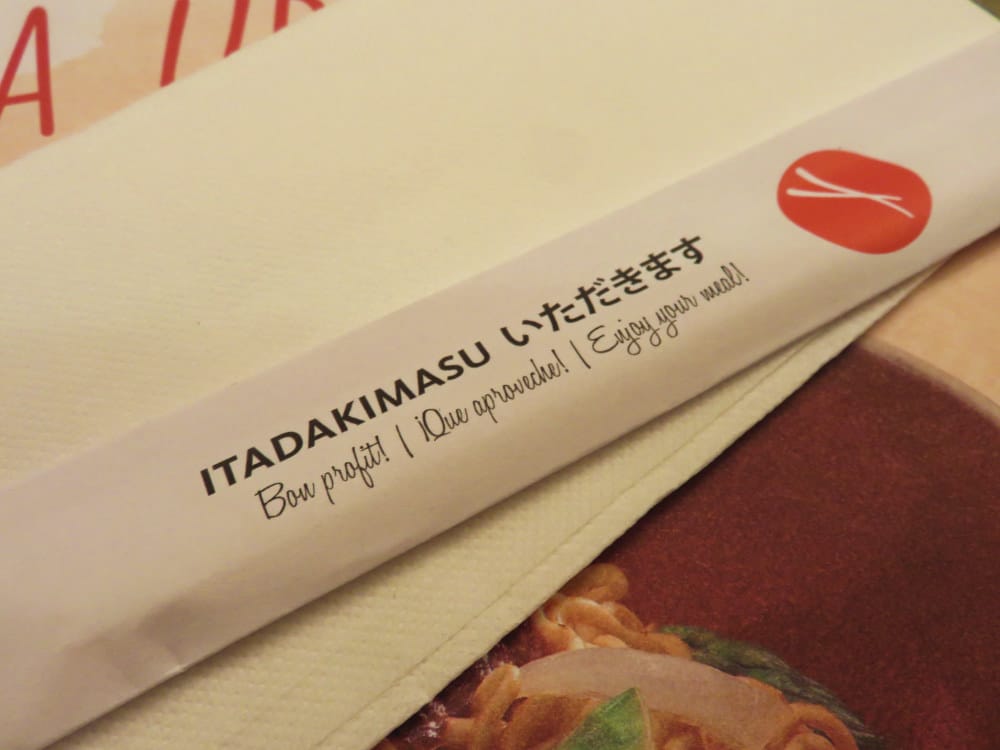 ITADAKIMASU いただきます
Bon profit! | ¡Que aproveche! | Enjoy your meal!